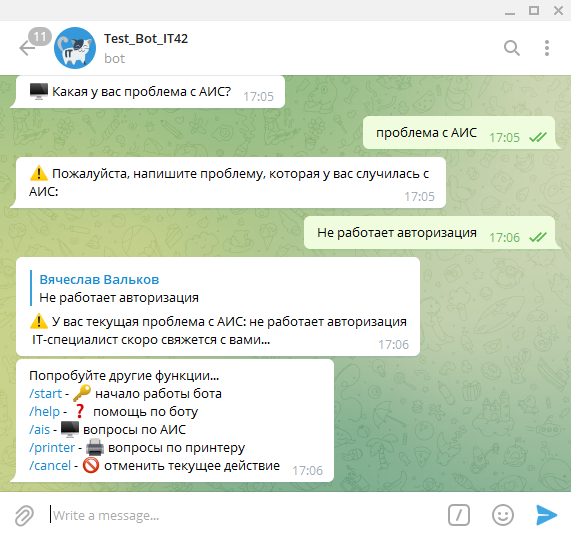 11
Test_Bot_IT42
bot
Какая у вас проблема с АИС? 17:05
проблема с АИС 17:05
Пожалуйста, напишите проблему, которая у вас случилась с
АИС:
17:05
Не работает авторизация 17:06
Вячеслав Вальков
Не работает авторизация
У вас текущая проблема с АИС: не работает авторизация
IT-специалист скоро свяжется с вами...
17:06
Попробуйте другие функции...
/start - начало работы бота
/help - ❓ помощь по боту
/ais - вопросы по АИС
/printer - вопросы по принтеру
/cancel - отменить текущее действие 17:06
Write a message...